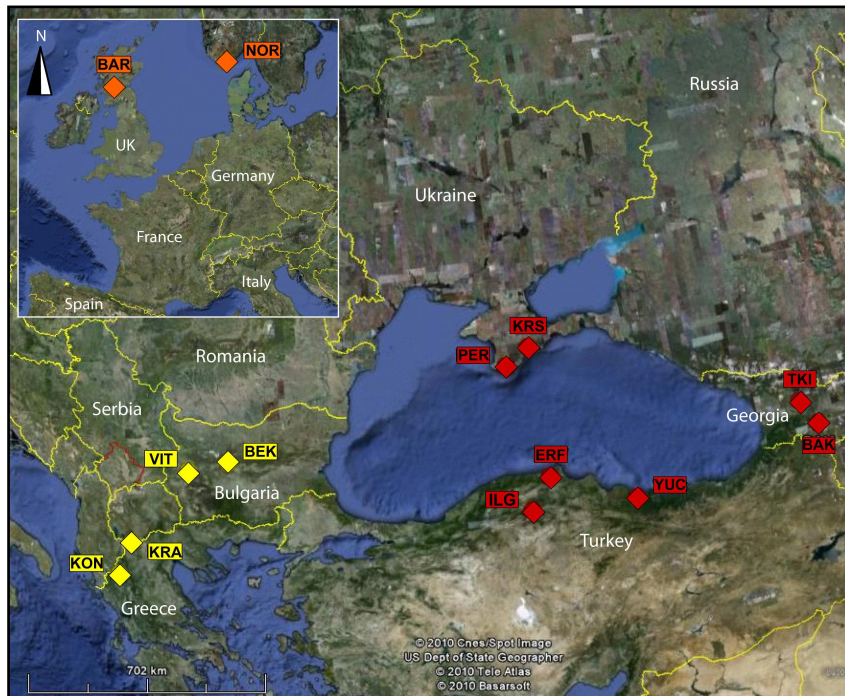 N
BAR
NOR
UK
Germany
France
Italy
Spain
Russia
Ukraine
KRS
PER
Romania
TKI
Serbia
Georgia
BAK
VIT
BEK
ERF
YUC
Bulgaria
ILG
KRA
Turkey
KON
Greece
702 km
© 2010 Cnes/Spot Image
US Dept of State Geographer
© 2010 Tele Atlas
© 2010 Basarsoft